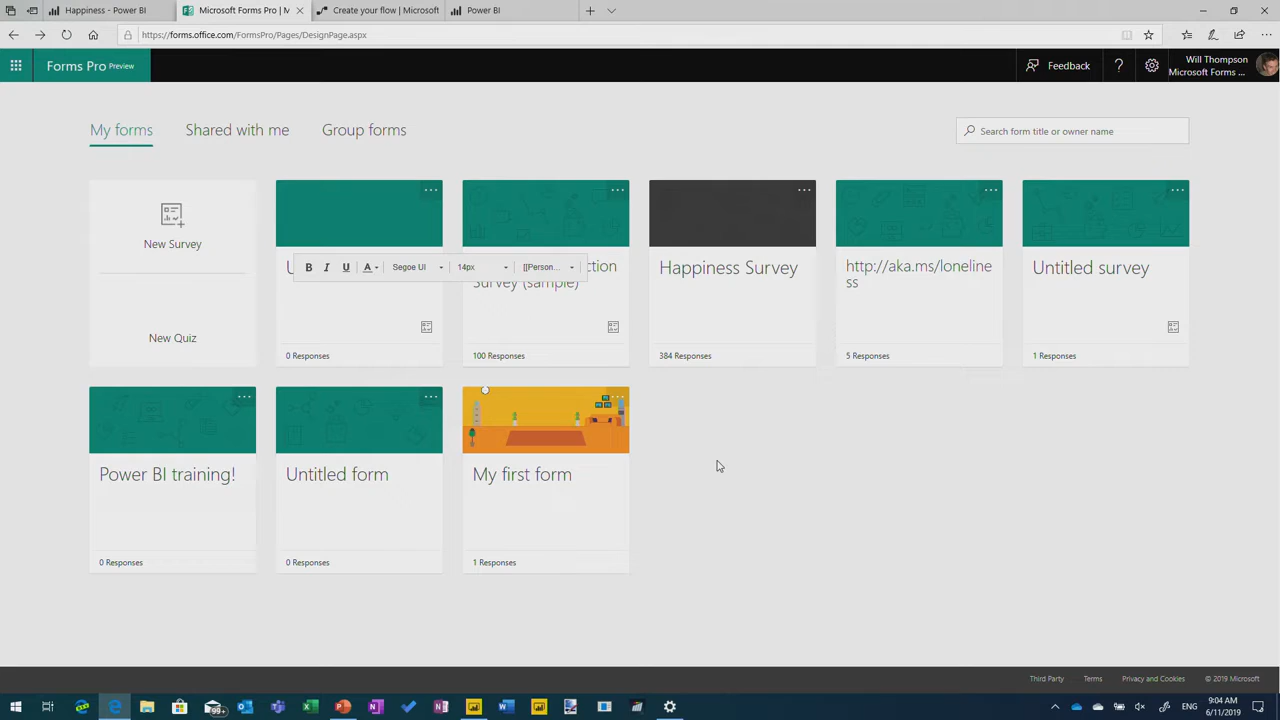 Happiness - Power BI
Microsoft Forms Pro | M
Create your flow | Microsoft
Power BI
https://forms.office.com/FormsPro/Pages/DesignPage.aspx
Forms Pro Preview
Feedback
?
Will Thompson
Microsoft Forms ...
My forms
Shared with me
Group forms
Search form title or owner name
New Survey
New Quiz
B I U A Segoe UI 14px [[Person...
0 Responses
ction
Survey (sample)
100 Responses
Happiness Survey
384 Responses
http://aka.ms/loneline
ss
5 Responses
Untitled survey
1 Responses
Power BI training!
0 Responses
Untitled form
0 Responses
My first form
1 Responses
Third Party
Terms
Privacy and Cookies
© 2019 Microsoft
99+
ENG
9:04 AM
6/11/2019